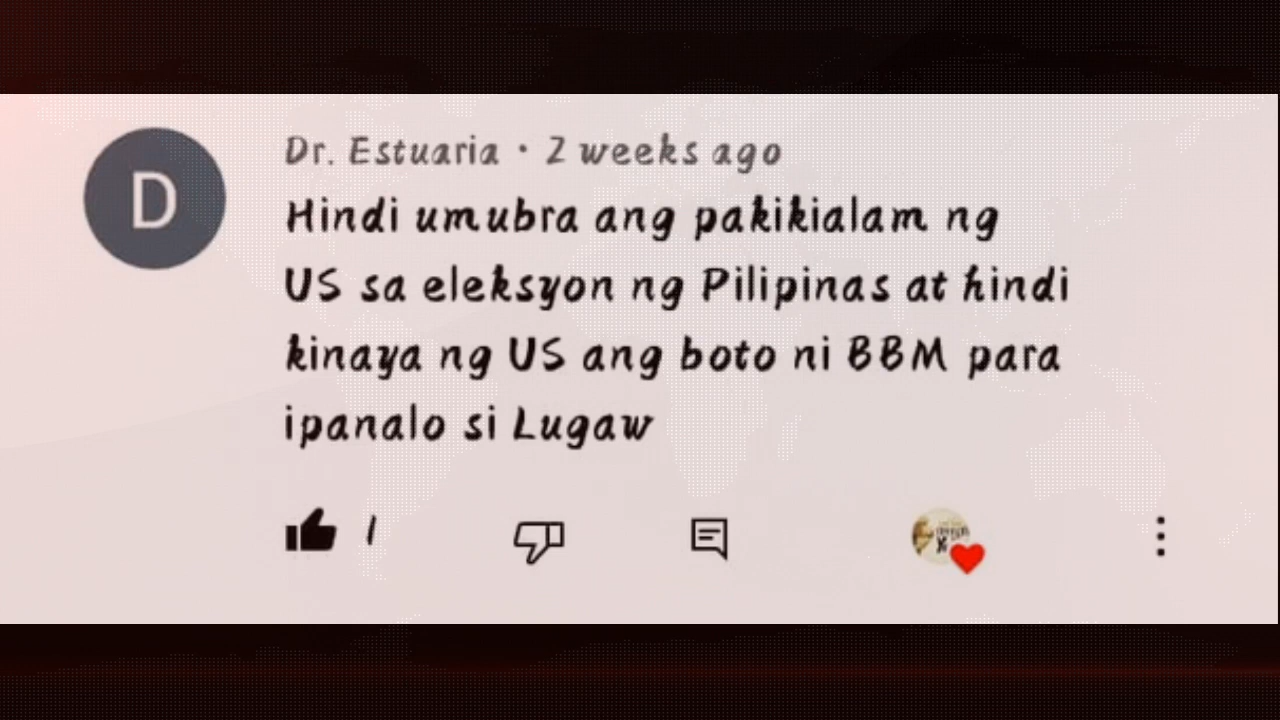 D
Dr. Estuaria • 2 weeks ago
Hindi umubra ang pakikialam ng
US sa eleksyon ng Pilipinas at hindi
kinaya ng US ang boto ni BBM para
ipanalo si Lugaw
1